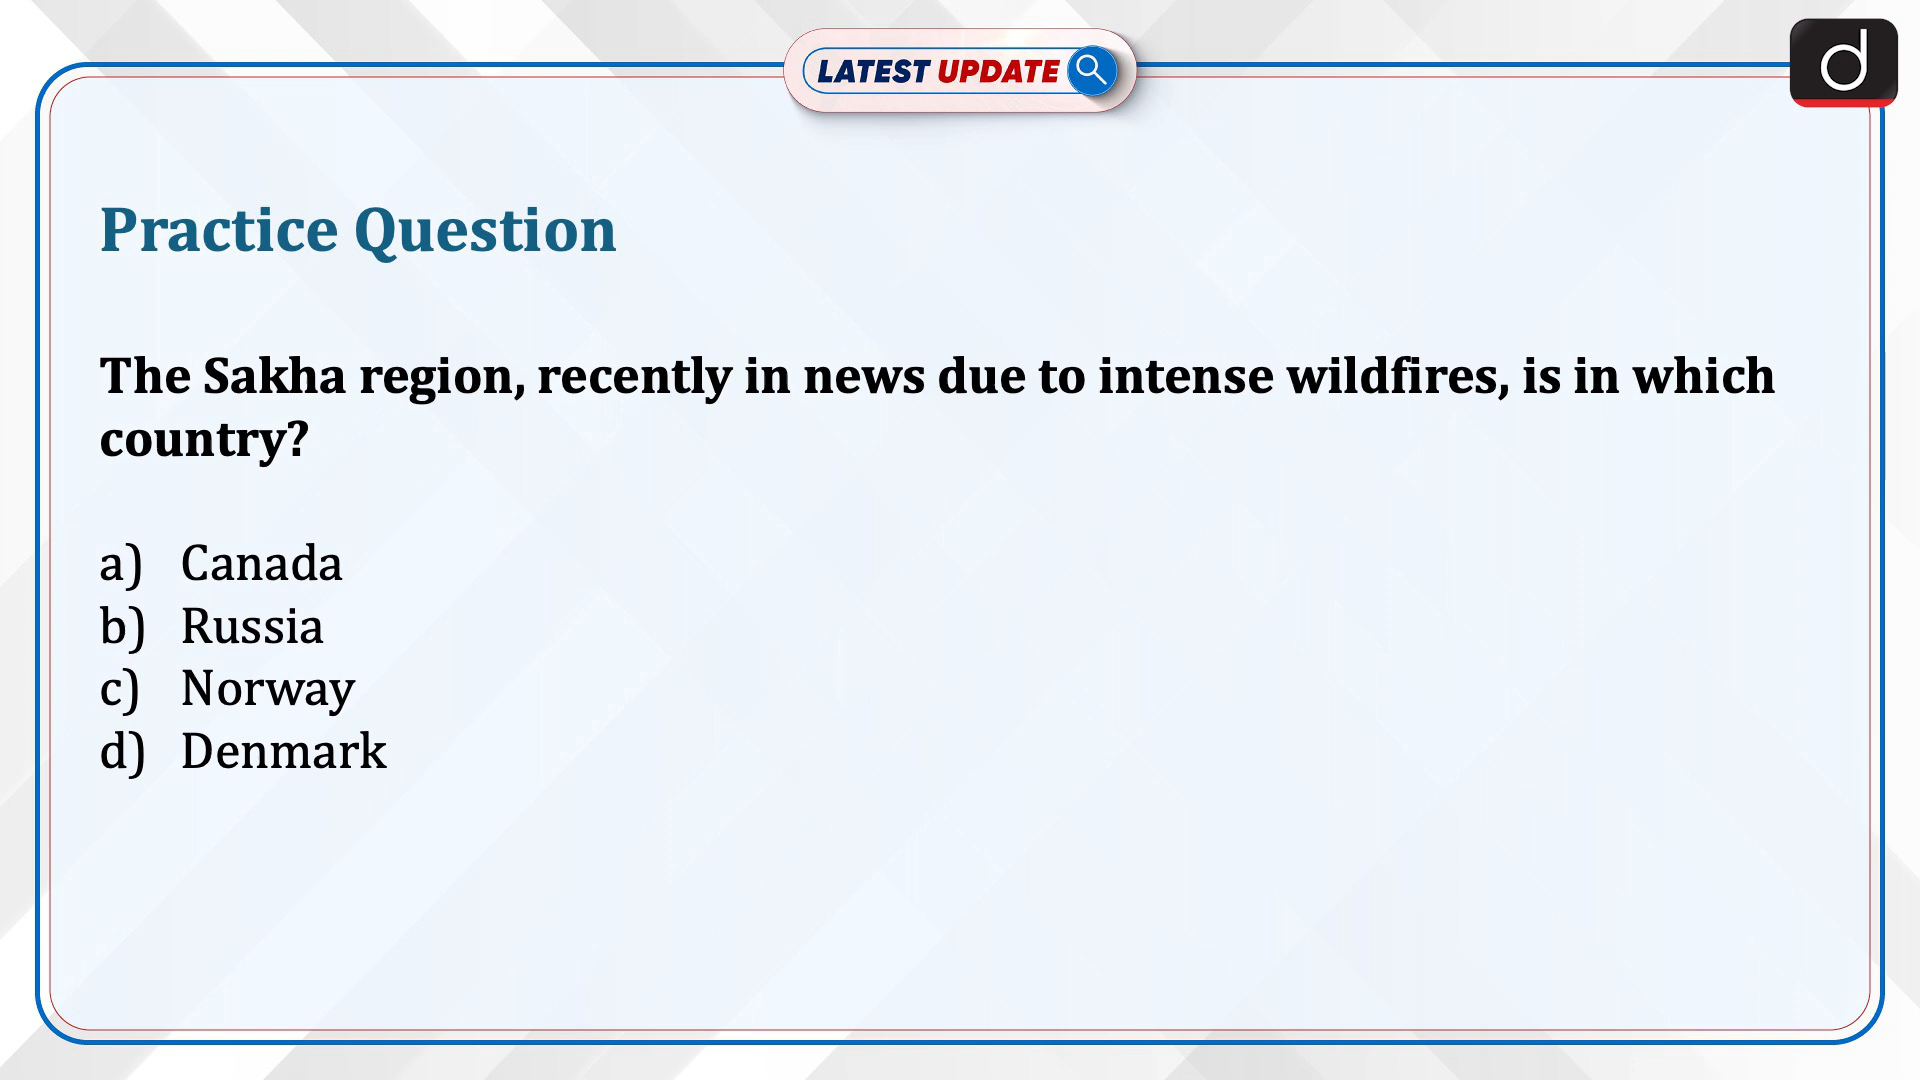 LATEST UPDATE
d
Practice Question
The Sakha region, recently in news due to intense wildfires, is in which
country?
a) Canada
b) Russia
c) Norway
d) Denmark